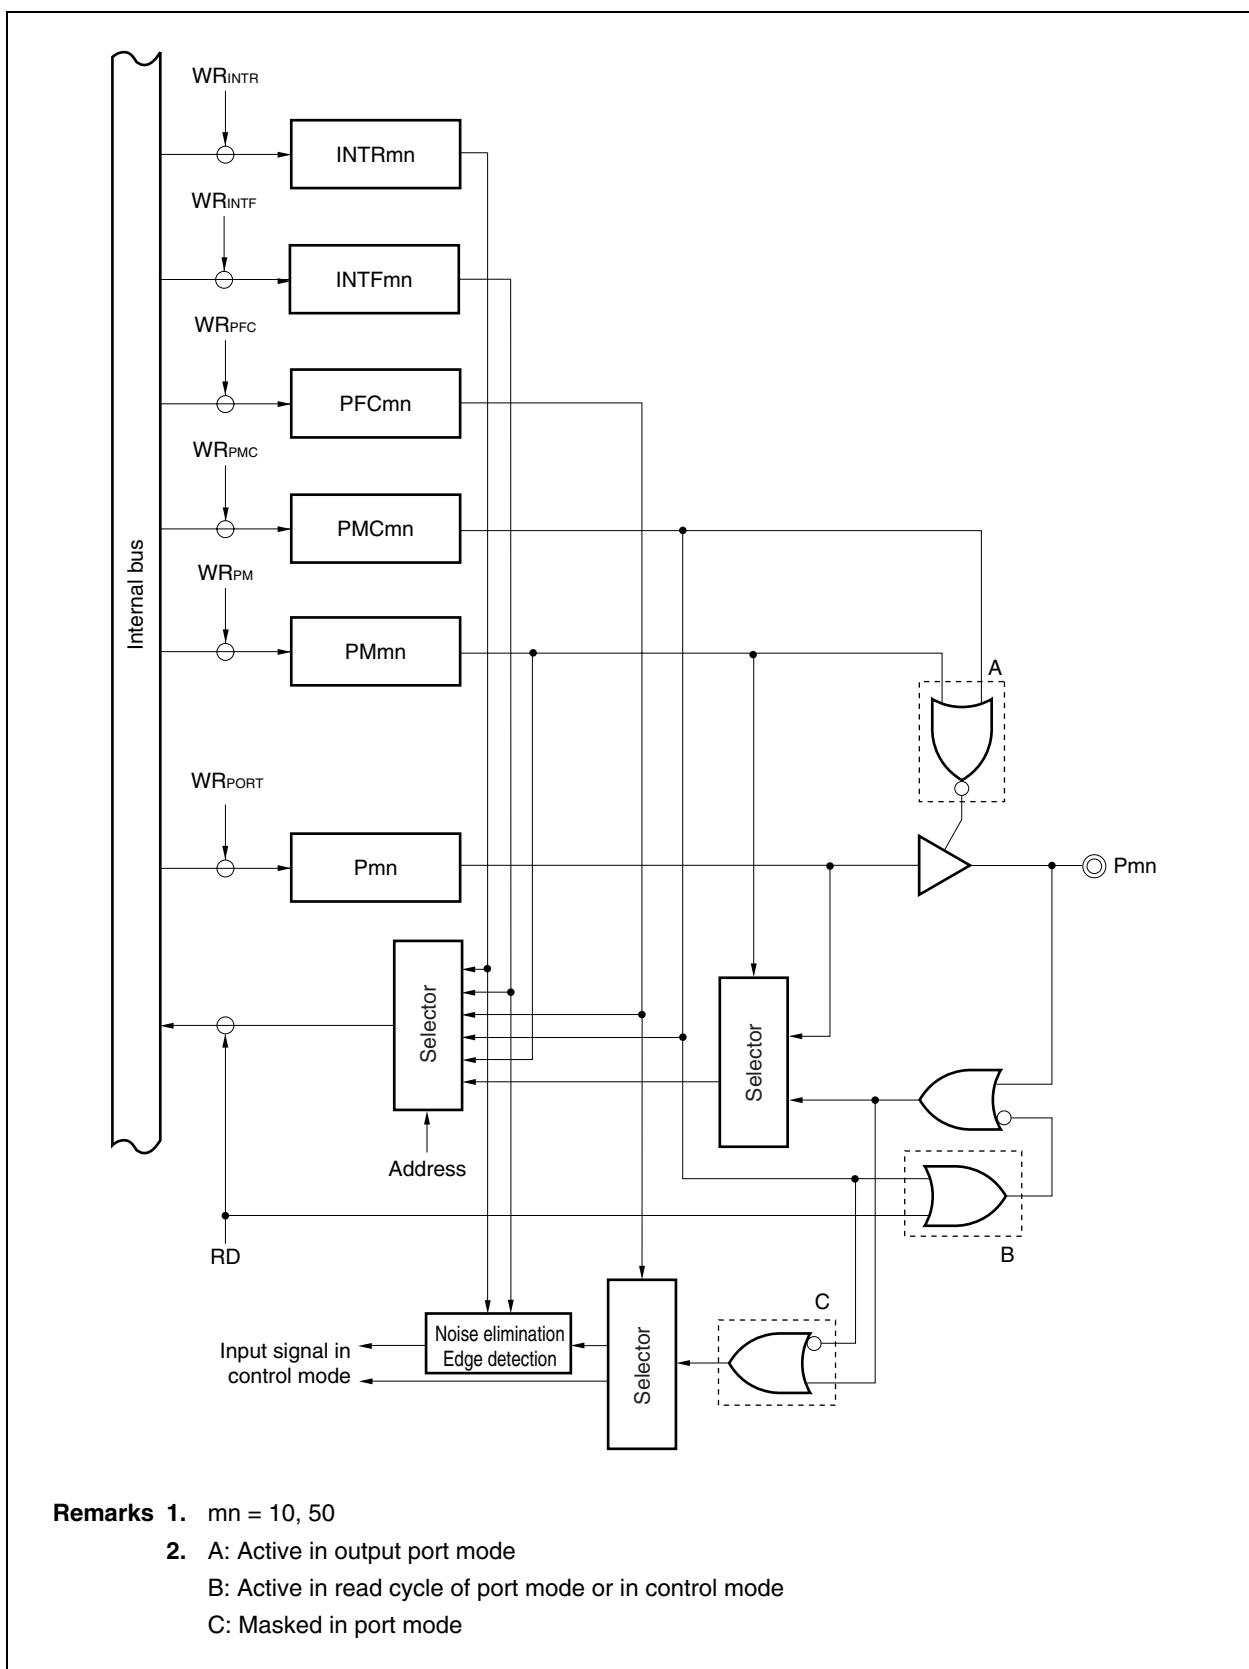 WRINTR
INTRmn
WRINTF
INTFmn
WRPFC
PFCmn
WRPMC
PMCmn
WRPM
PMmn
Internal bus
A
WRPORT
Pmn
Pmn
Selector
Selector
Address
RD
B
C
Noise elimination
Edge detection
Selector
Input signal in
control mode
Remarks 1. mn = 10, 50
2. A: Active in output port mode
B: Active in read cycle of port mode or in control mode
C: Masked in port mode